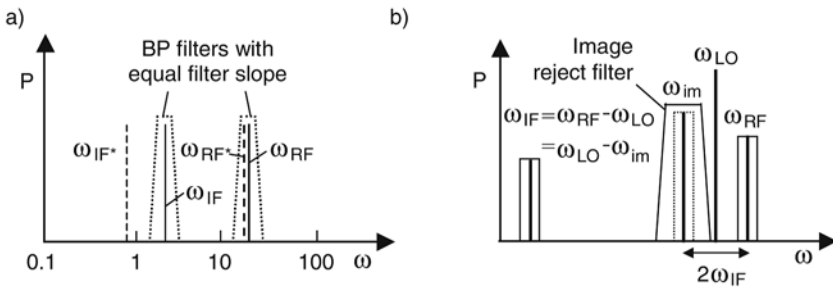 a)
BP filters with
equal filter slope
P
ωIF*
ωRF*
ωRF
ωIF
0.1
1
10
100
ω
b)
Image
reject filter
ωLO
ωim
P
ωIF=ωRF-ωLO
=ωLO-ωim
ωRF
ω
2ωIF